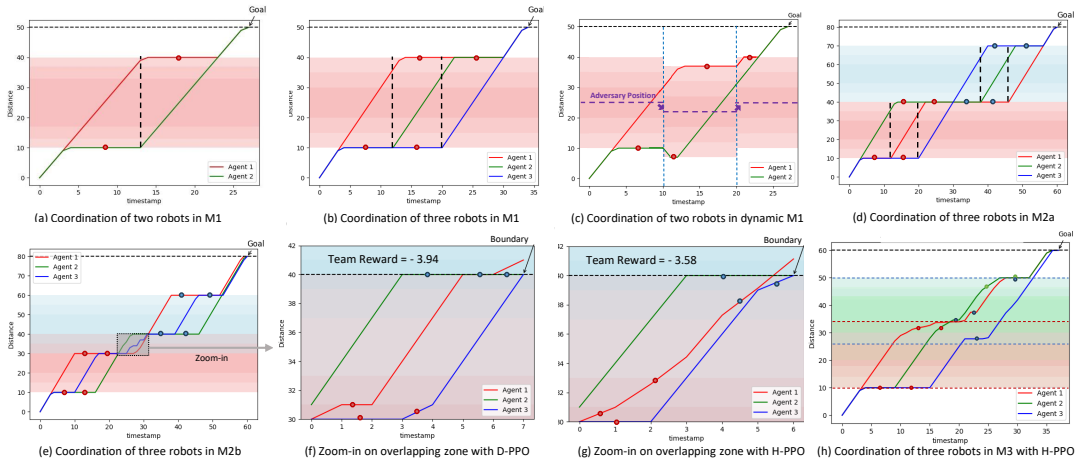 Goal
50
40
30
20
10
0
Distance
Agent 1
Agent 2
0 5 10 15 20 25
timestamp
(a) Coordination of two robots in M1
Goal
50
40
30
20
10
0
Distance
Agent 1
Agent 2
Agent 3
0 5 10 15 20 25 30 35
timestamp
(b) Coordination of three robots in M1
Goal
50
40
30
20
10
0
Distance
Adversary Position
Agent 1
Agent 2
0 5 10 15 20 25
timestamp
(c) Coordination of two robots in dynamic M1
Goal
80
70
60
50
40
30
20
10
0
Distance
Agent 1
Agent 2
Agent 3
0 10 20 30 40 50 60
timestamp
(d) Coordination of three robots in M2a
Goal
80
70
60
50
40
30
20
10
0
Distance
Agent 1
Agent 2
Agent 3
Zoom-in
0 10 20 30 40 50 60
timestamp
(e) Coordination of three robots in M2b
Boundary
Team Reward = - 3.94
42
40
38
36
34
32
30
Distance
Agent 1
Agent 2
Agent 3
0 1 2 3 4 5 6 7
timestamp
(f) Zoom-in on overlapping zone with D-PPO
Boundary
Team Reward = - 3.58
Distance
Agent 1
Agent 2
Agent 3
0 1 2 3 4 5 6
timestamp
(g) Zoom-in on overlapping zone with H-PPO
Goal
60
50
40
30
20
10
0
Distance
Agent 1
Agent 2
Agent 3
0 5 10 15 20 25 30 35
timestamp
(h) Coordination of three robots in M3 with H-PPO